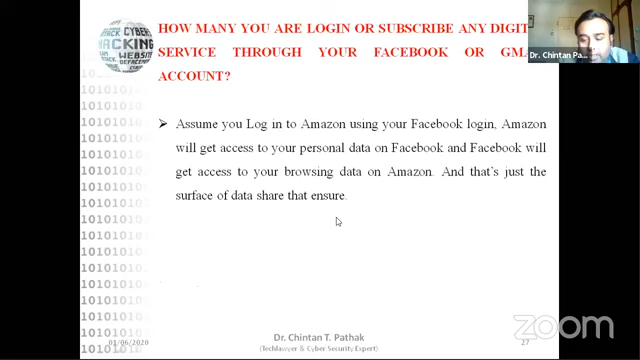 HOW MANY YOU ARE LOGIN OR SUBSCRIBE ANY DIGIT
SERVICE THROUGH YOUR FACEBOOK OR GM
ACCOUNT?
Dr. Chintan Pa...
CYBER
HACKING
WEBSITE
➢ Assume you Log in to Amazon using your Facebook login, Amazon
will get access to your personal data on Facebook and Facebook will
get access to your browsing data on Amazon. And that's just the
surface of data share that ensure.
01/06/2020
Dr. Chintan T. Pathak
(Techlawyer & Cyber Security Expert)
27
zoom